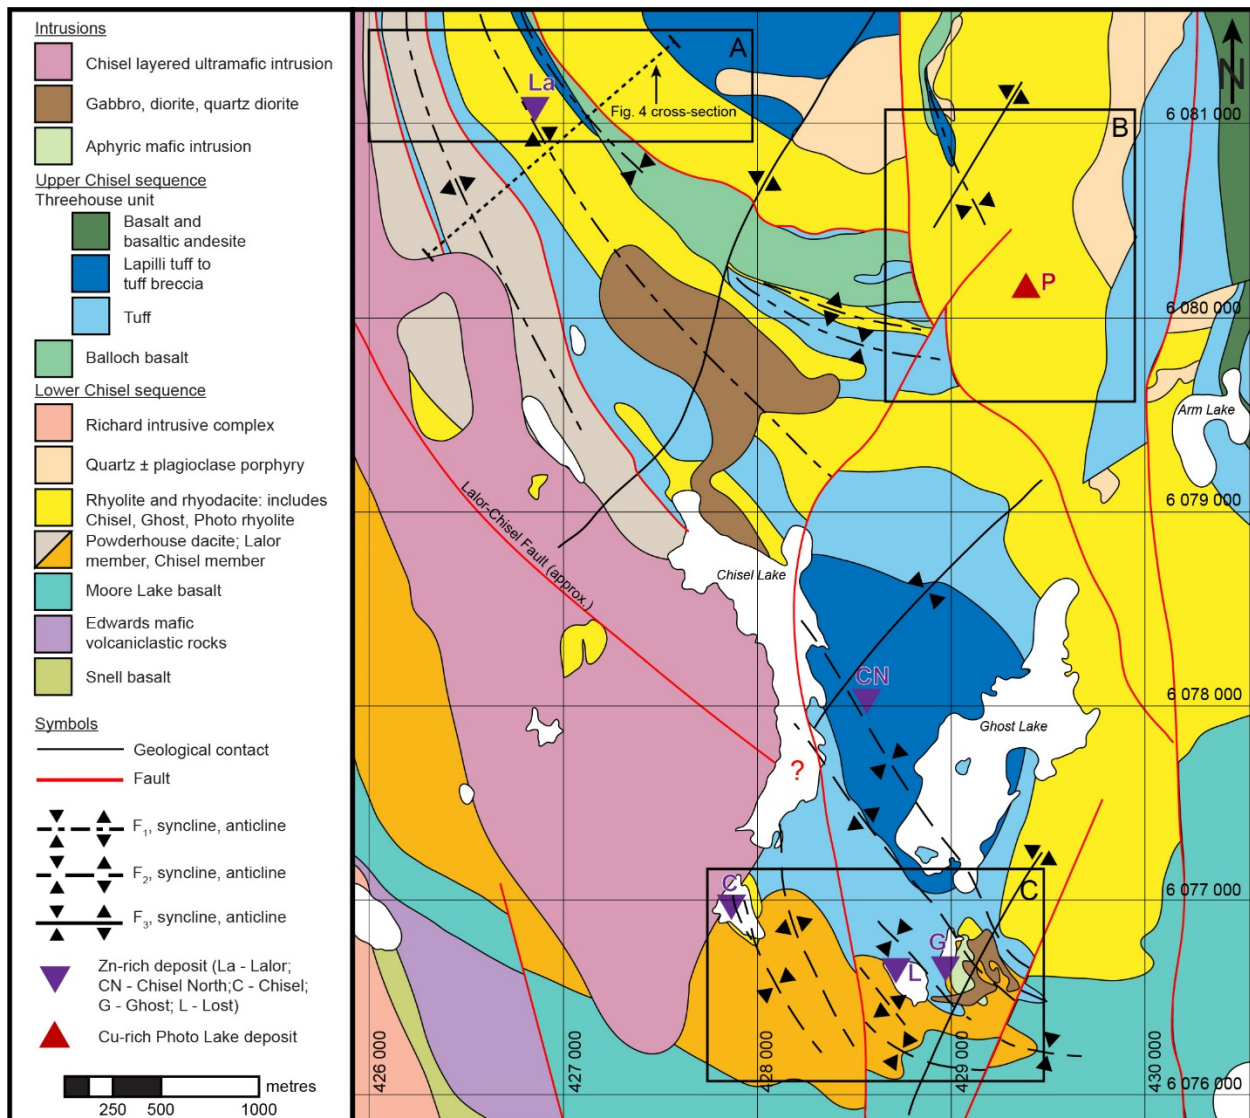 Intrusions
Chisel layered ultramafic intrusion
Gabbro, diorite, quartz diorite
Aphyric mafic intrusion
Upper Chisel sequence
Threehouse unit
Basalt and
basaltic andesite
Lapilli tuff to
tuff breccia
Tuff
Balloch basalt
Lower Chisel sequence
Richard intrusive complex
Quartz ± plagioclase porphyry
Rhyolite and rhyodacite: includes
Chisel, Ghost, Photo rhyolite
Powderhouse dacite; Lalor
member, Chisel member
Moore Lake basalt
Edwards mafic
volcaniclastic rocks
Snell basalt
Symbols
Geological contact
Fault
F1, syncline, anticline
F2, syncline, anticline
F3, syncline, anticline
Zn-rich deposit (La - Lalor;
CN - Chisel North;C - Chisel;
G - Ghost; L - Lost)
Cu-rich Photo Lake deposit
metres
250 500 1000
A
La
Fig. 4 cross-section
N
6 081 000
B
P
6 080 000
Arm Lake
6 079 000
Lalor-Chisel Fault (approx.)
Chisel Lake
CN
6 078 000
Ghost Lake
?
C
C
6 077 000
G
L
426 000
427 000
428 000
429 000
430 000
6 076 000